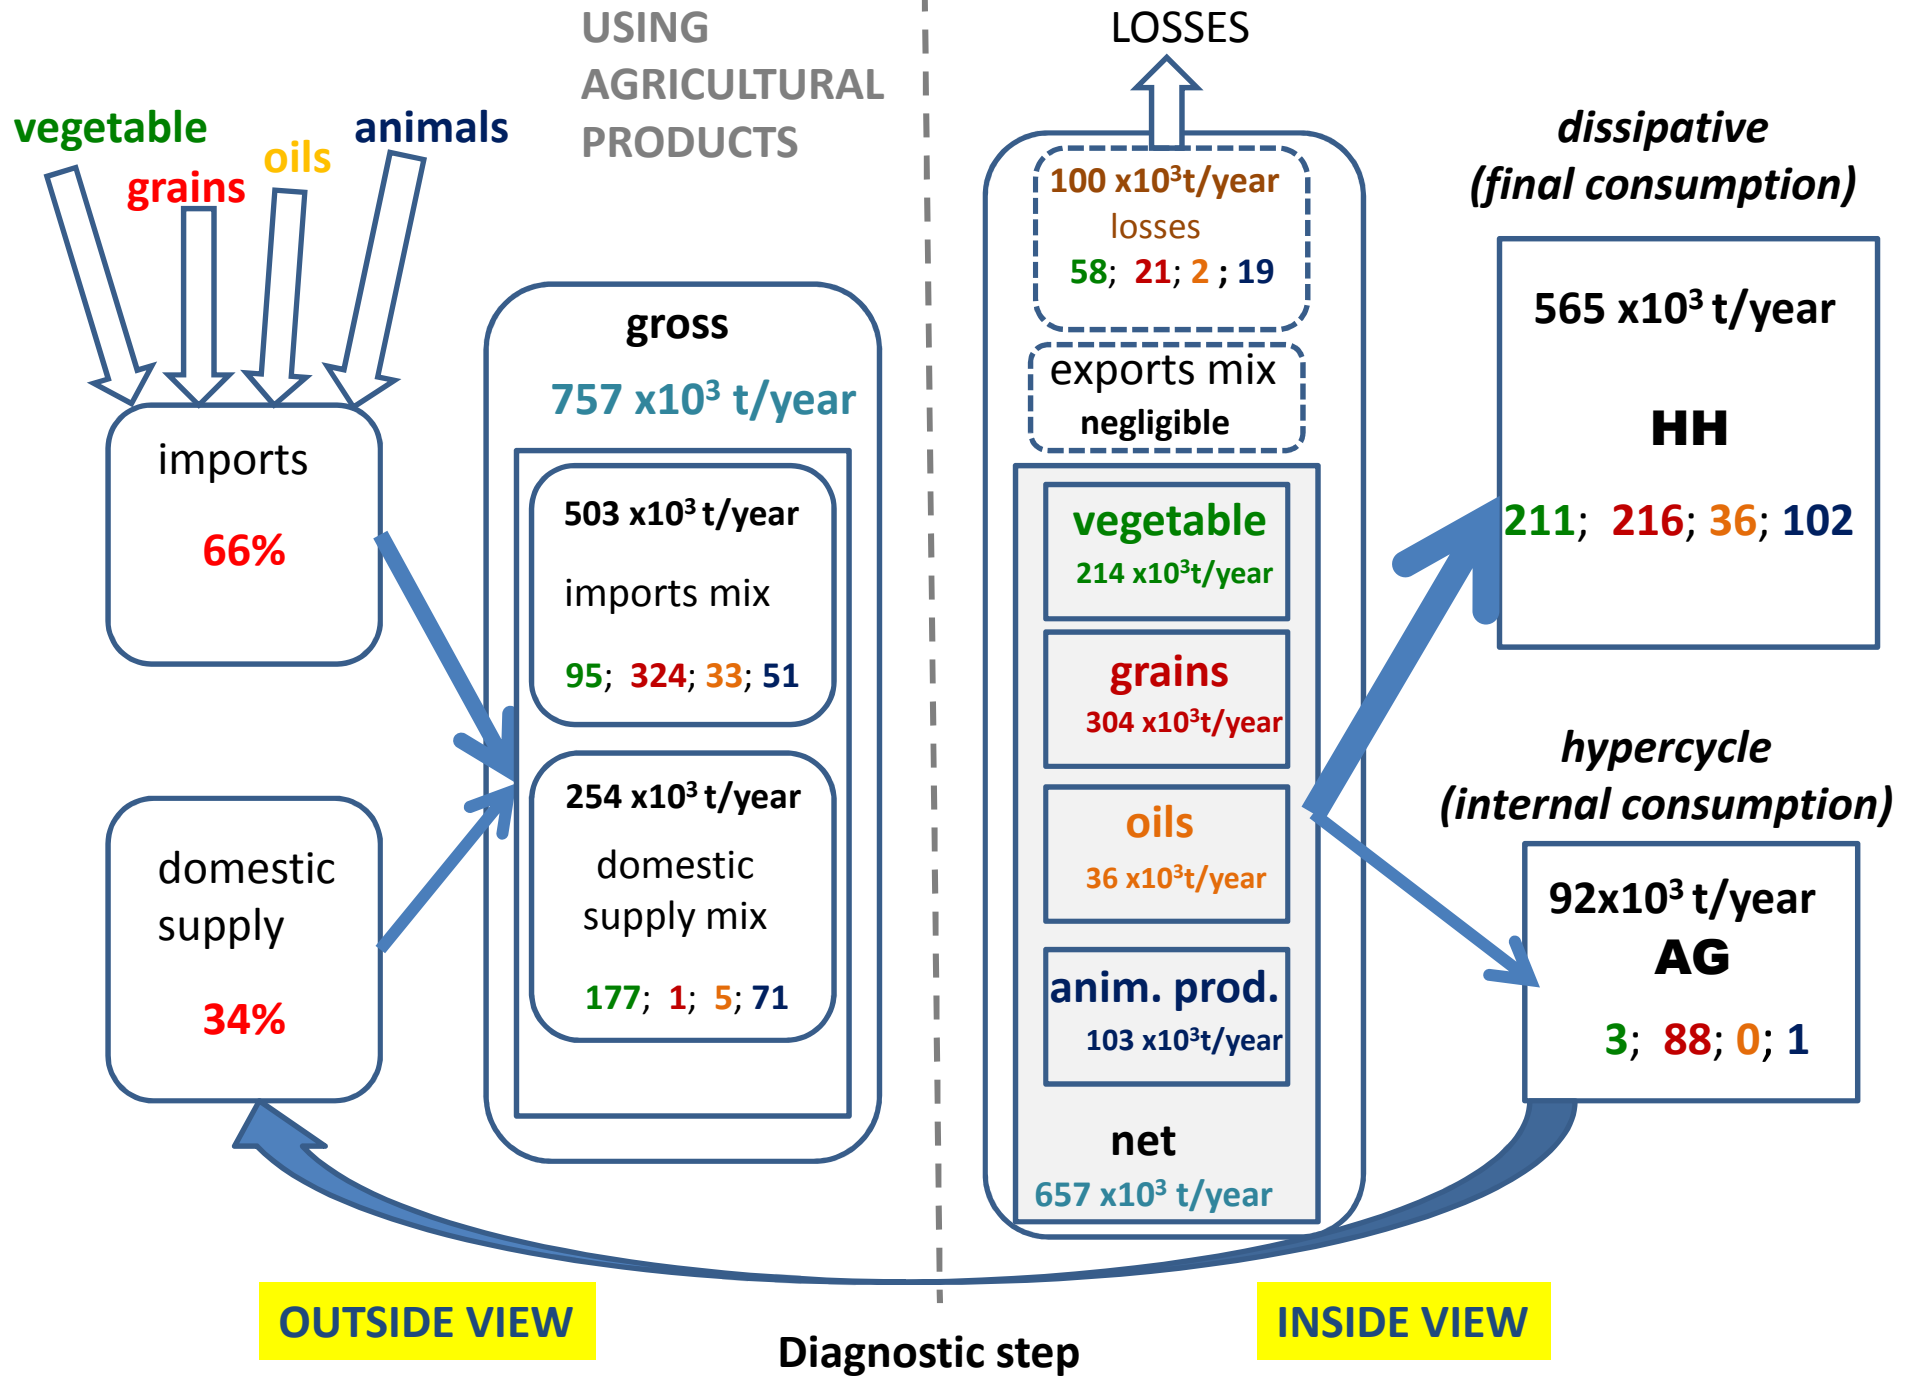 USING
AGRICULTURAL
PRODUCTS
vegetable
grains
oils
animals
imports
66%
domestic
supply
34%
gross
757 x10³ t/year
503 x10³ t/year
imports mix
95; 324; 33; 51
254 x10³ t/year
domestic
supply mix
177; 1; 5; 71
LOSSES
100 x10³t/year
losses
58; 21; 2 ; 19
exports mix
negligible
vegetable
214 x10³t/year
grains
304 x10³t/year
oils
36 x10³t/year
anim. prod.
103 x10³t/year
net
657 x10³ t/year
dissipative
(final consumption)
565 x10³ t/year
HH
211; 216; 36; 102
hypercycle
(internal consumption)
92x10³ t/year
AG
3; 88; 0; 1
OUTSIDE VIEW
Diagnostic step
INSIDE VIEW